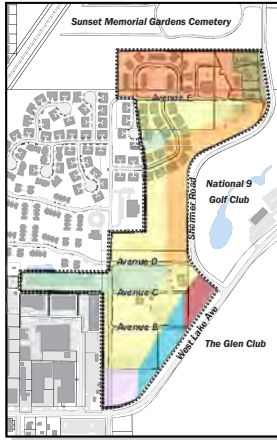 Sunset Memorial Gardens Cemetery
Avenue E
National 9
Golf Club
Shermer Road
Avenue D
Avenue C
Avenue B
West Lake Ave
The Glen Club